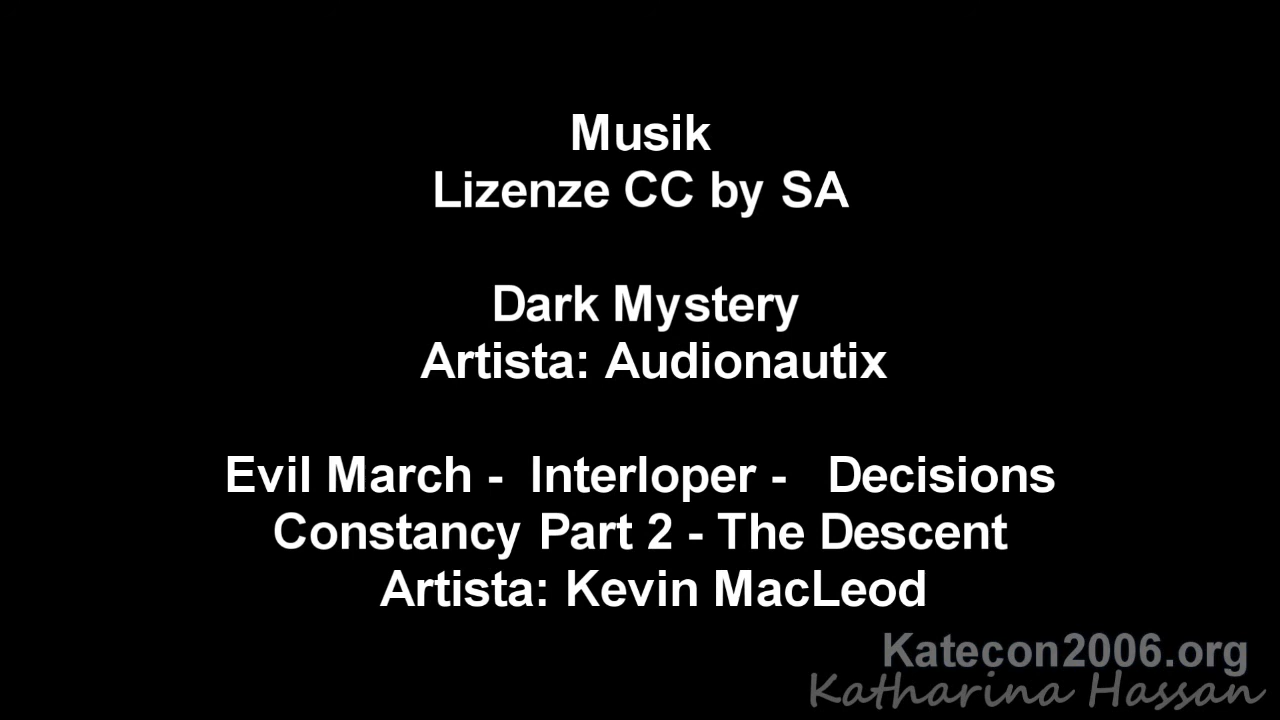 Musik
Lizenze CC by SA
Dark Mystery
Artista: Audionautix
Evil March - Interloper - Decisions
Constancy Part 2 - The Descent
Artista: Kevin MacLeod
Katecon2006.org
Katharina Hassan